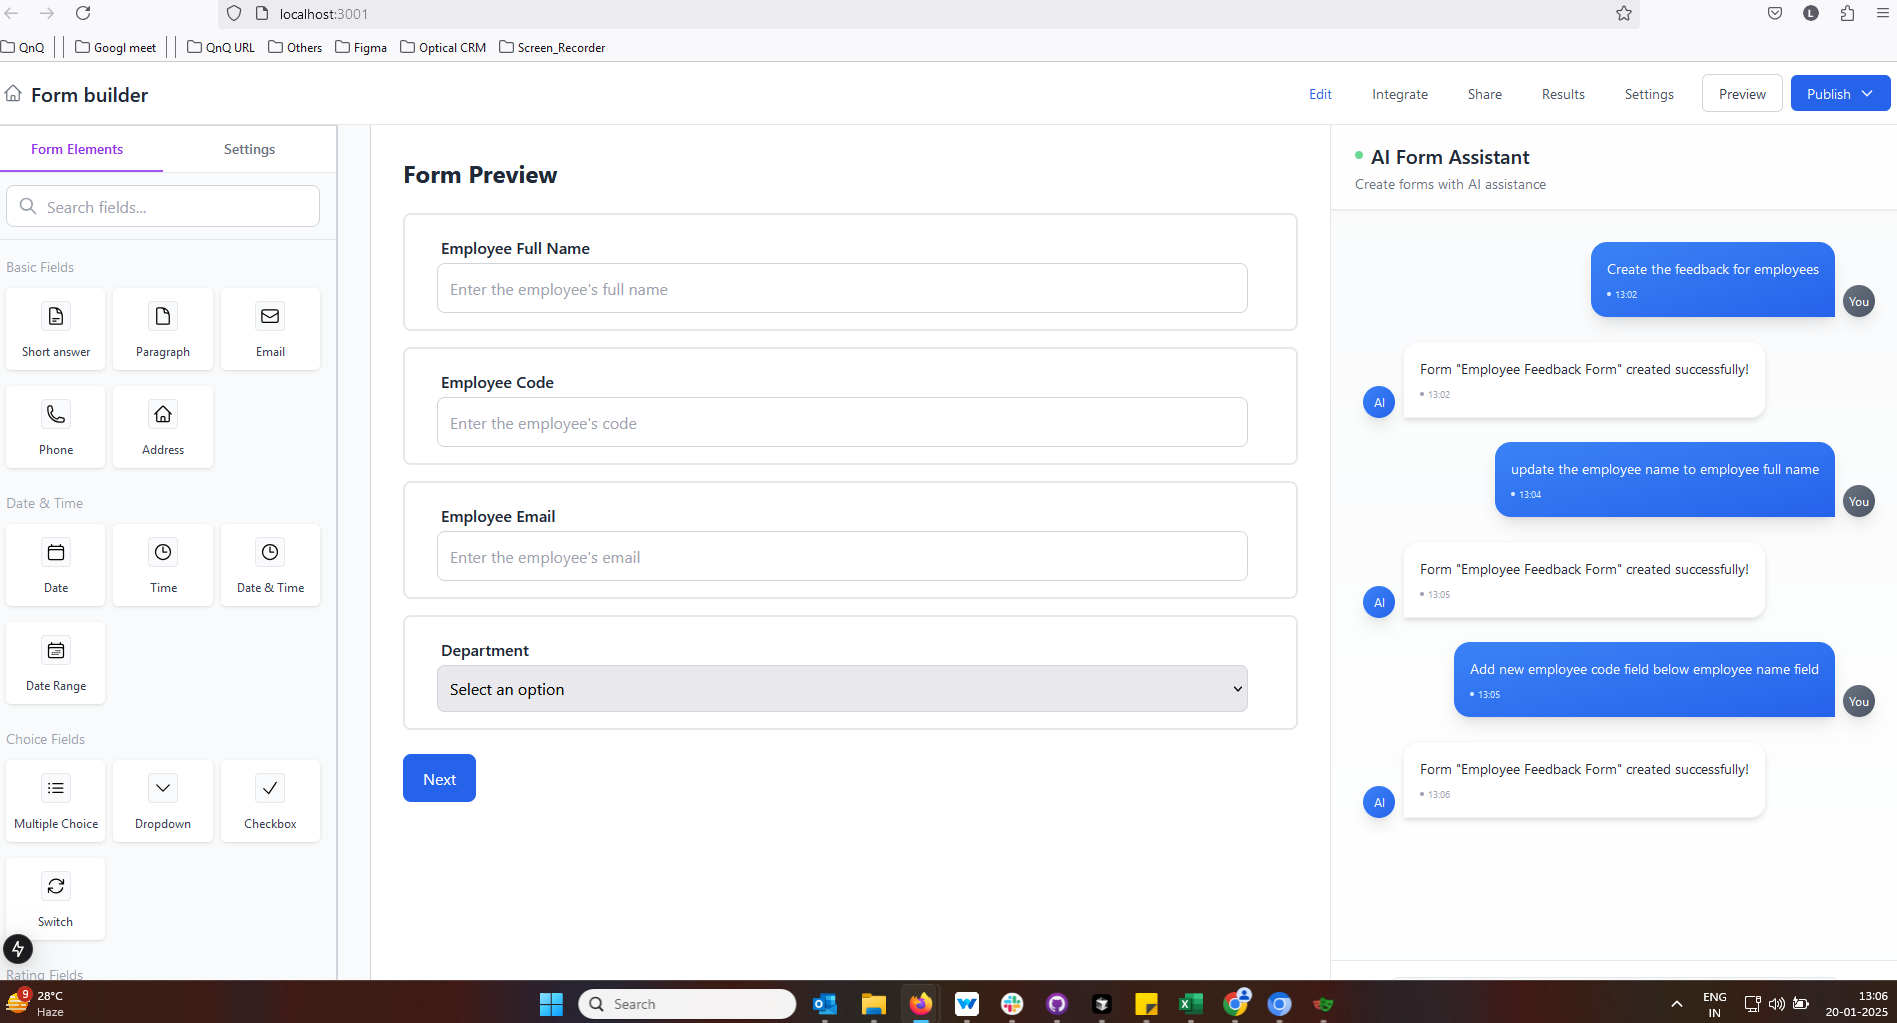 localhost:3001
QnQ
Googl meet
QnQ URL
Others
Figma
Optical CRM
Screen_Recorder
L
Form builder
Edit
Integrate
Share
Results
Settings
Preview
Publish
Form Elements
Settings
Search fields...
Basic Fields
Short answer
Paragraph
Email
Phone
Address
Date & Time
Date
Time
Date & Time
Date Range
Choice Fields
Multiple Choice
Dropdown
Checkbox
Switch
Rating Fields
Form Preview
Employee Full Name
Enter the employee's full name
Employee Code
Enter the employee's code
Employee Email
Enter the employee's email
Department
Select an option
Next
AI Form Assistant
Create forms with AI assistance
Create the feedback for employees
• 13:02
You
Form "Employee Feedback Form" created successfully!
• 13:02
AI
update the employee name to employee full name
• 13:04
You
Form "Employee Feedback Form" created successfully!
• 13:05
AI
Add new employee code field below employee name field
• 13:05
You
Form "Employee Feedback Form" created successfully!
• 13:06
AI
9
28°C
Haze
Search
ENG
IN
13:06
20-01-2025